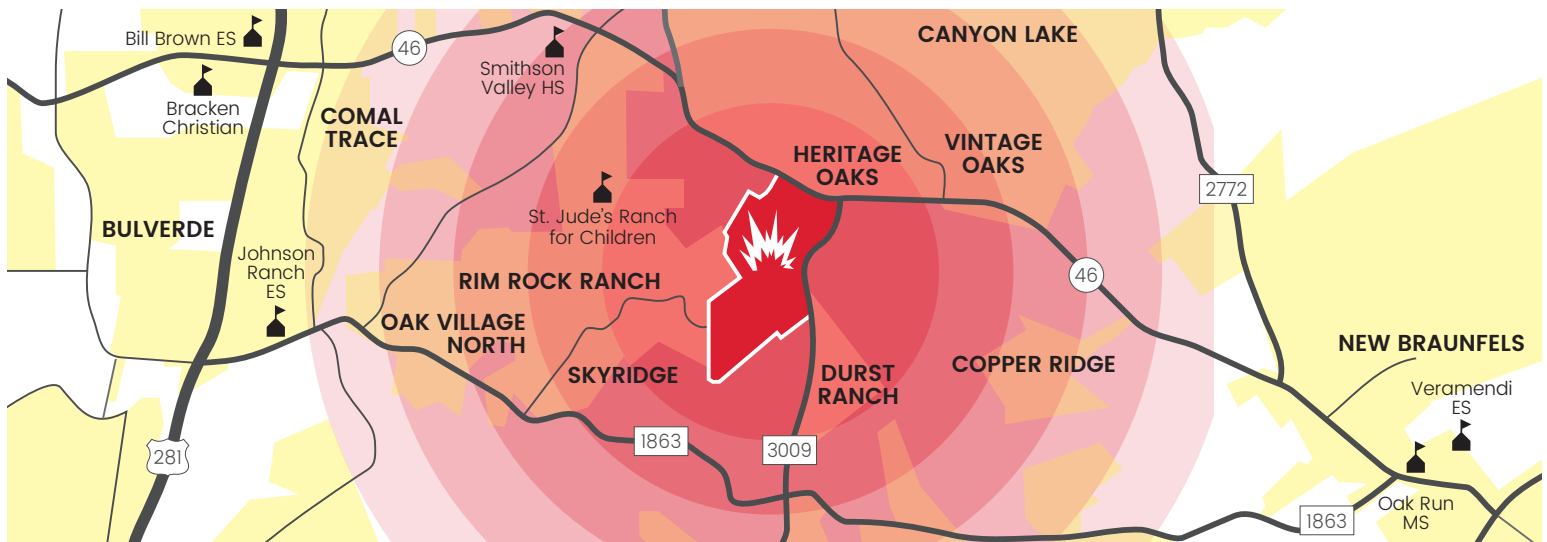 Bill Brown ES
46
Smithson
Valley HS
CANYON LAKE
Bracken
Christian
COMAL
TRACE
HERITAGE
OAKS
VINTAGE
OAKS
2772
St. Jude's Ranch
for Children
BULVERDE
Johnson
Ranch
ES
RIM ROCK RANCH
46
OAK VILLAGE
NORTH
SKYRIDGE
DURST
RANCH
COPPER RIDGE
NEW BRAUNFELS
Veramendi
ES
281
1863
3009
Oak Run
MS
1863